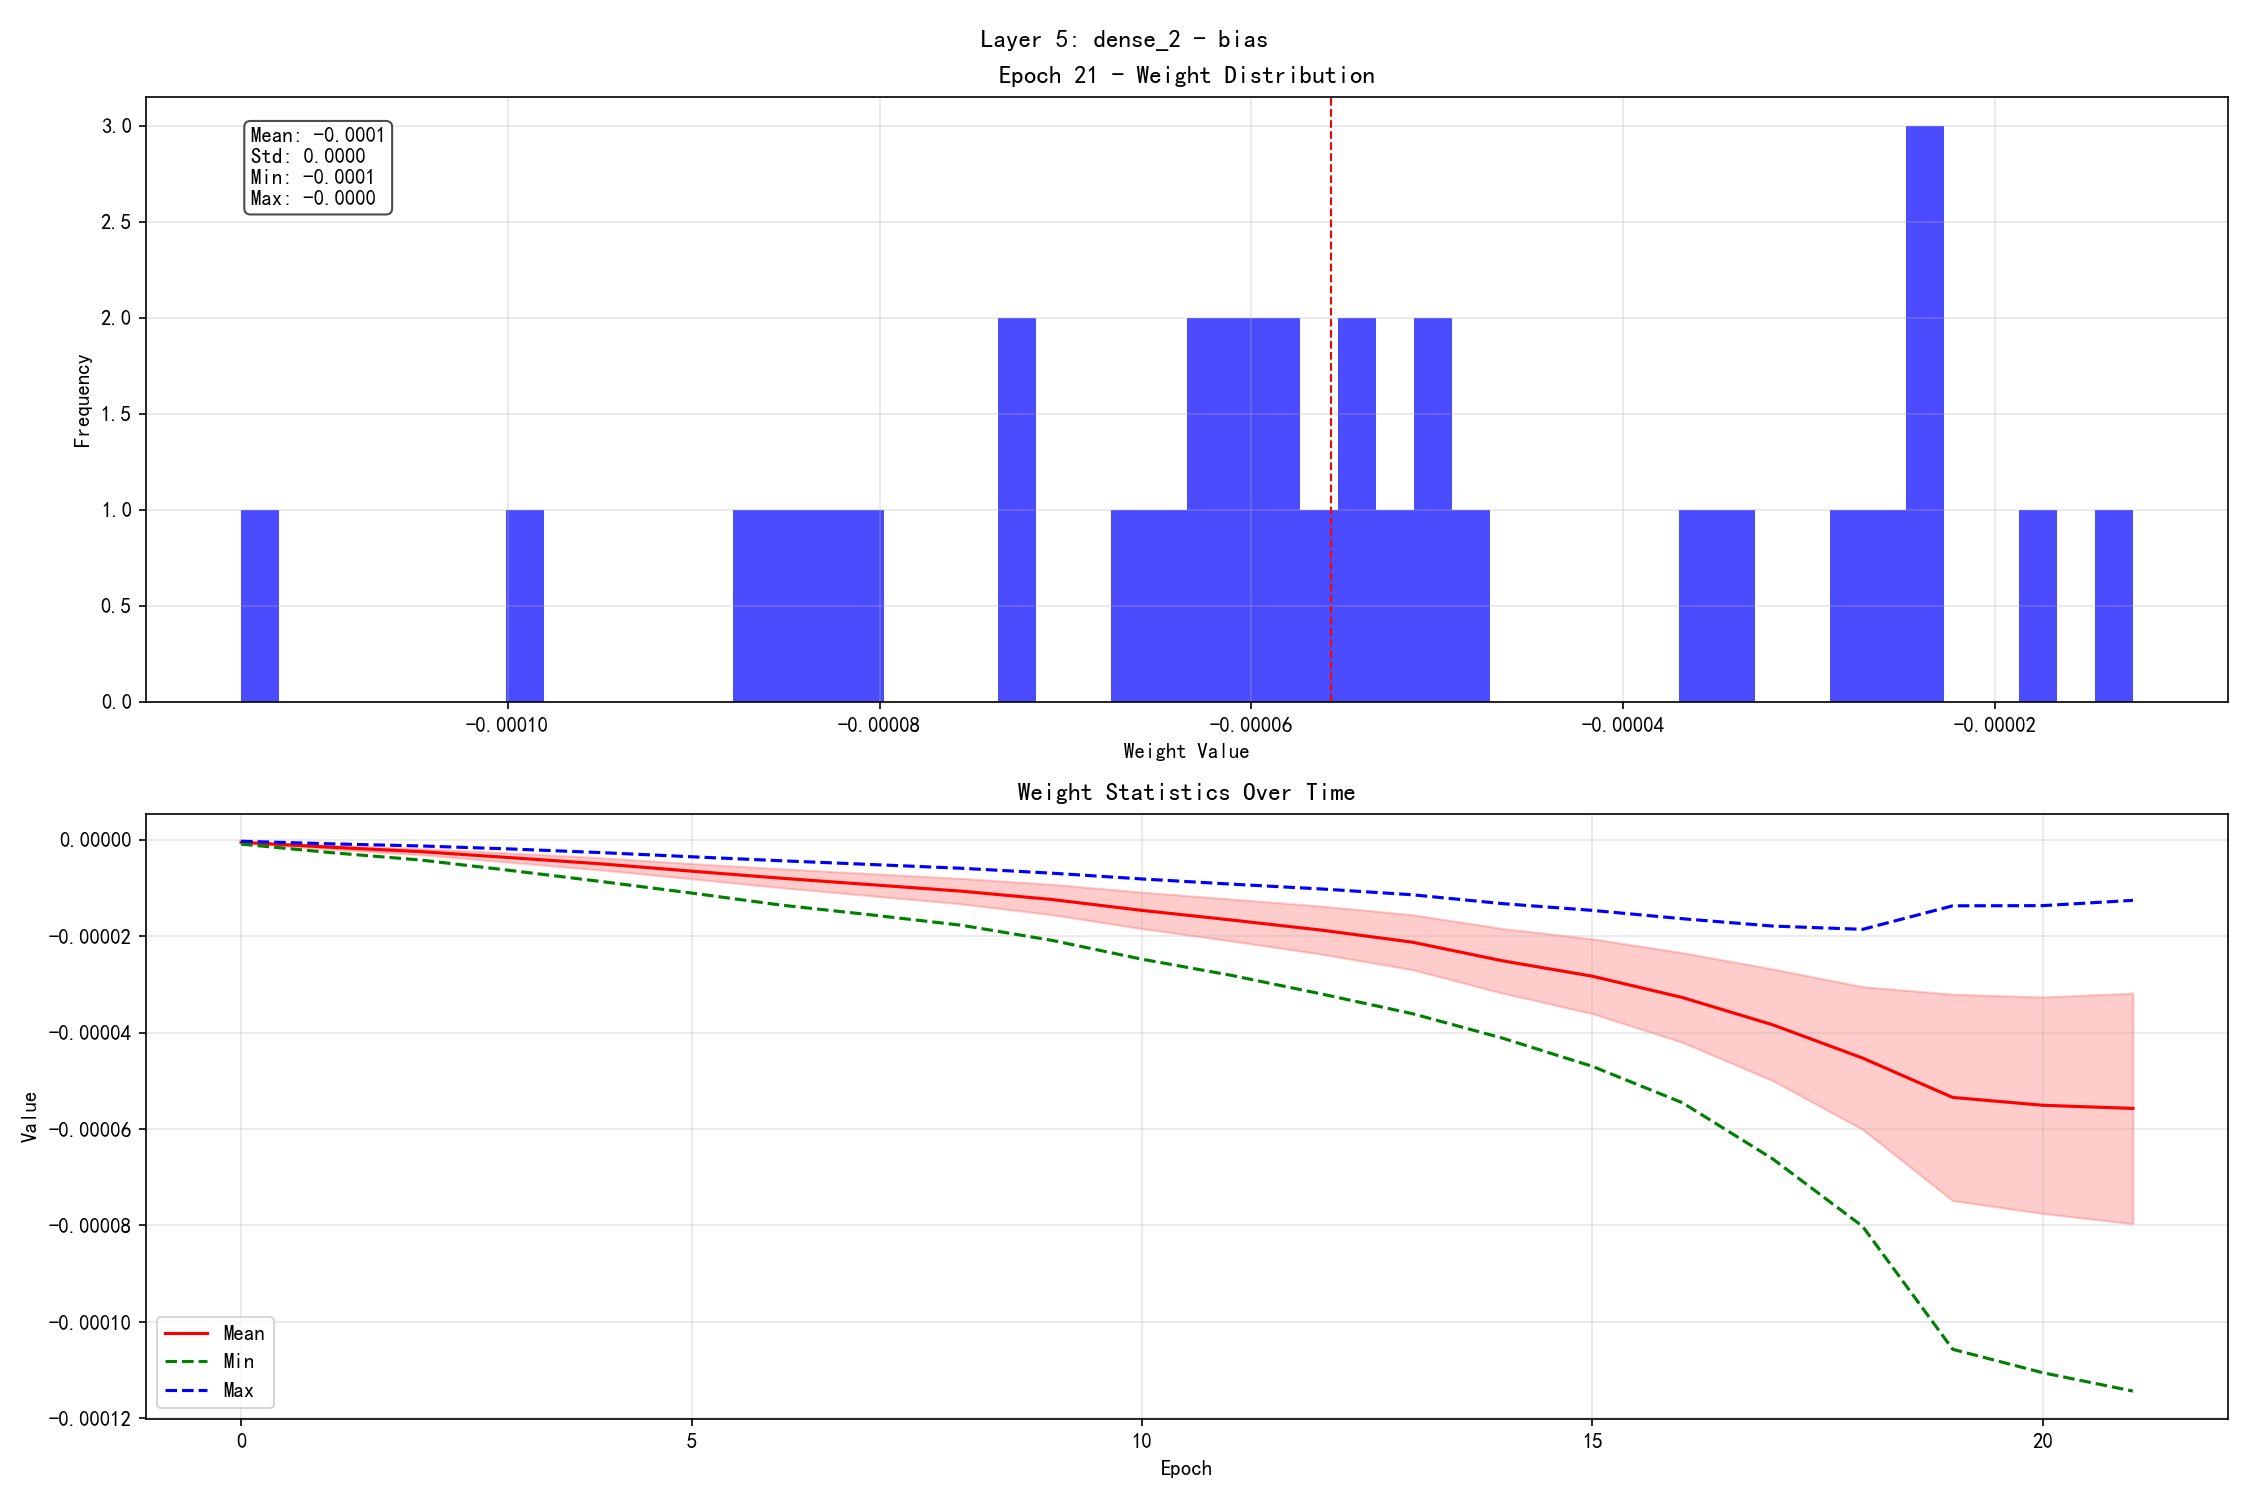 Layer 5: dense_2 - bias
Epoch 21 - Weight Distribution
Mean: -0.0001
Std: 0.0000
Min: -0.0001
Max: -0.0000
3.0
2.5
2.0
1.5
1.0
0.5
0.0
Frequency
-0.00010
-0.00008
-0.00006
-0.00004
-0.00002
Weight Value
Weight Statistics Over Time
0.00000
-0.00002
-0.00004
-0.00006
-0.00008
-0.00010
-0.00012
Value
Mean
Min
Max
0
5
10
15
20
Epoch